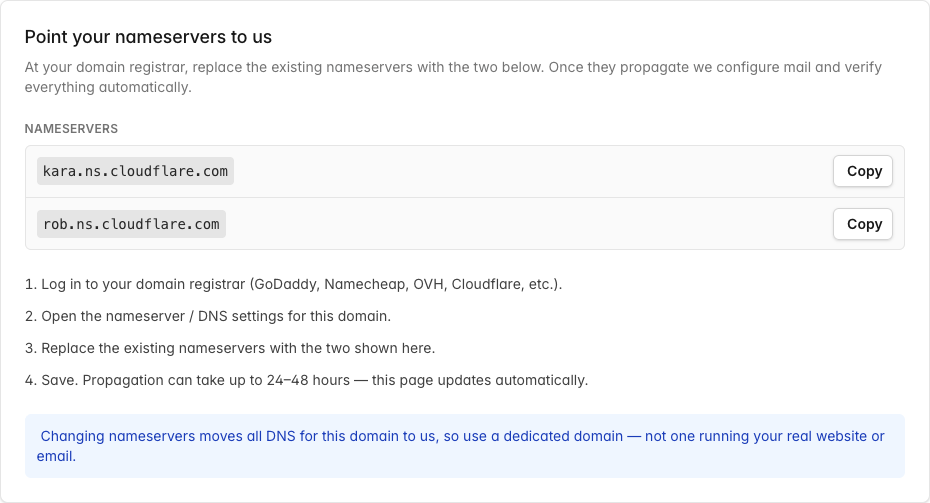 Point your nameservers to us
At your domain registrar, replace the existing nameservers with the two below. Once they propagate we configure mail and verify
everything automatically.
NAMESERVERS
kara.ns.cloudflare.com
Copy
rob.ns.cloudflare.com
Copy
1. Log in to your domain registrar (GoDaddy, Namecheap, OVH, Cloudflare, etc.).
2. Open the nameserver / DNS settings for this domain.
3. Replace the existing nameservers with the two shown here.
4. Save. Propagation can take up to 24–48 hours — this page updates automatically.
Changing nameservers moves all DNS for this domain to us, so use a dedicated domain — not one running your real website or
email.